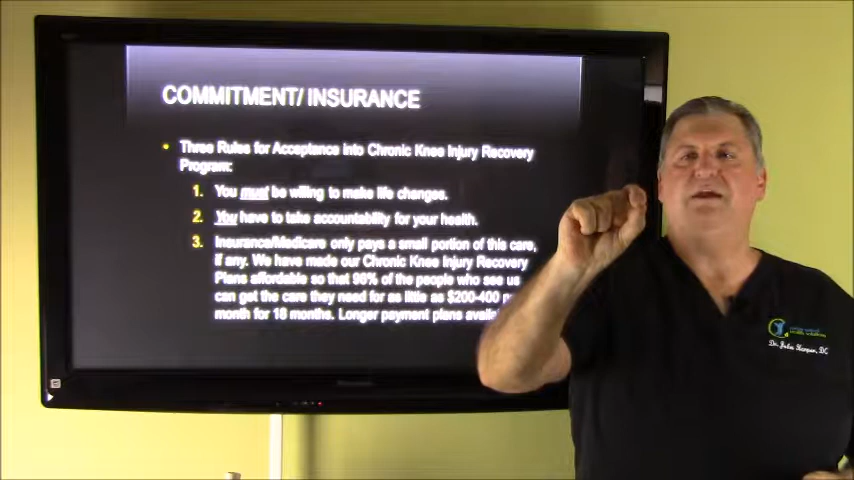 COMMITMENT/ INSURANCE
Three Rules for Acceptance into Chronic Knee Injury Recovery
Program:
1. You must be willing to make life changes.
2. You have to take accountability for your health.
3. Insurance/Medicare only pays a small portion of this care,
if any. We have made our Chronic Knee Injury Recovery
Plans affordable so that 90% of the people who see us
can get the care they need for as little as $200-400
month for 18 months. Longer payment plans
DC